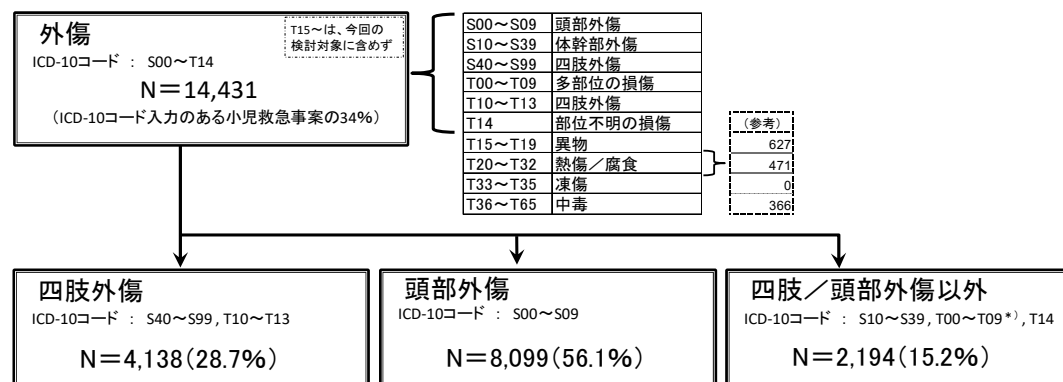 外傷
ICD-10コード ： S00～T14
N＝14,431
（ICD-10コード入力のある小児救急事案の34%）
T15～は、今回の
検討対象に含めず
S00～S09 頭部外傷
S10～S39 体幹部外傷
S40～S99 四肢外傷
T00～T09 多部位の損傷
T10～T13 四肢外傷
T14 部位不明の損傷
（参考）
T15～T19 異物 627
T20～T32 熱傷／腐食 471
T33～T35 凍傷 0
T36～T65 中毒 366
四肢外傷
ICD-10コード ： S40～S99 , T10～T13
N＝4,138（28.7%）
頭部外傷
ICD-10コード ： S00～S09
N＝8,099（56.1%）
四肢／頭部外傷以外
ICD-10コード ： S10～S39 , T00～T09＊）, T14
N＝2,194（15.2%）